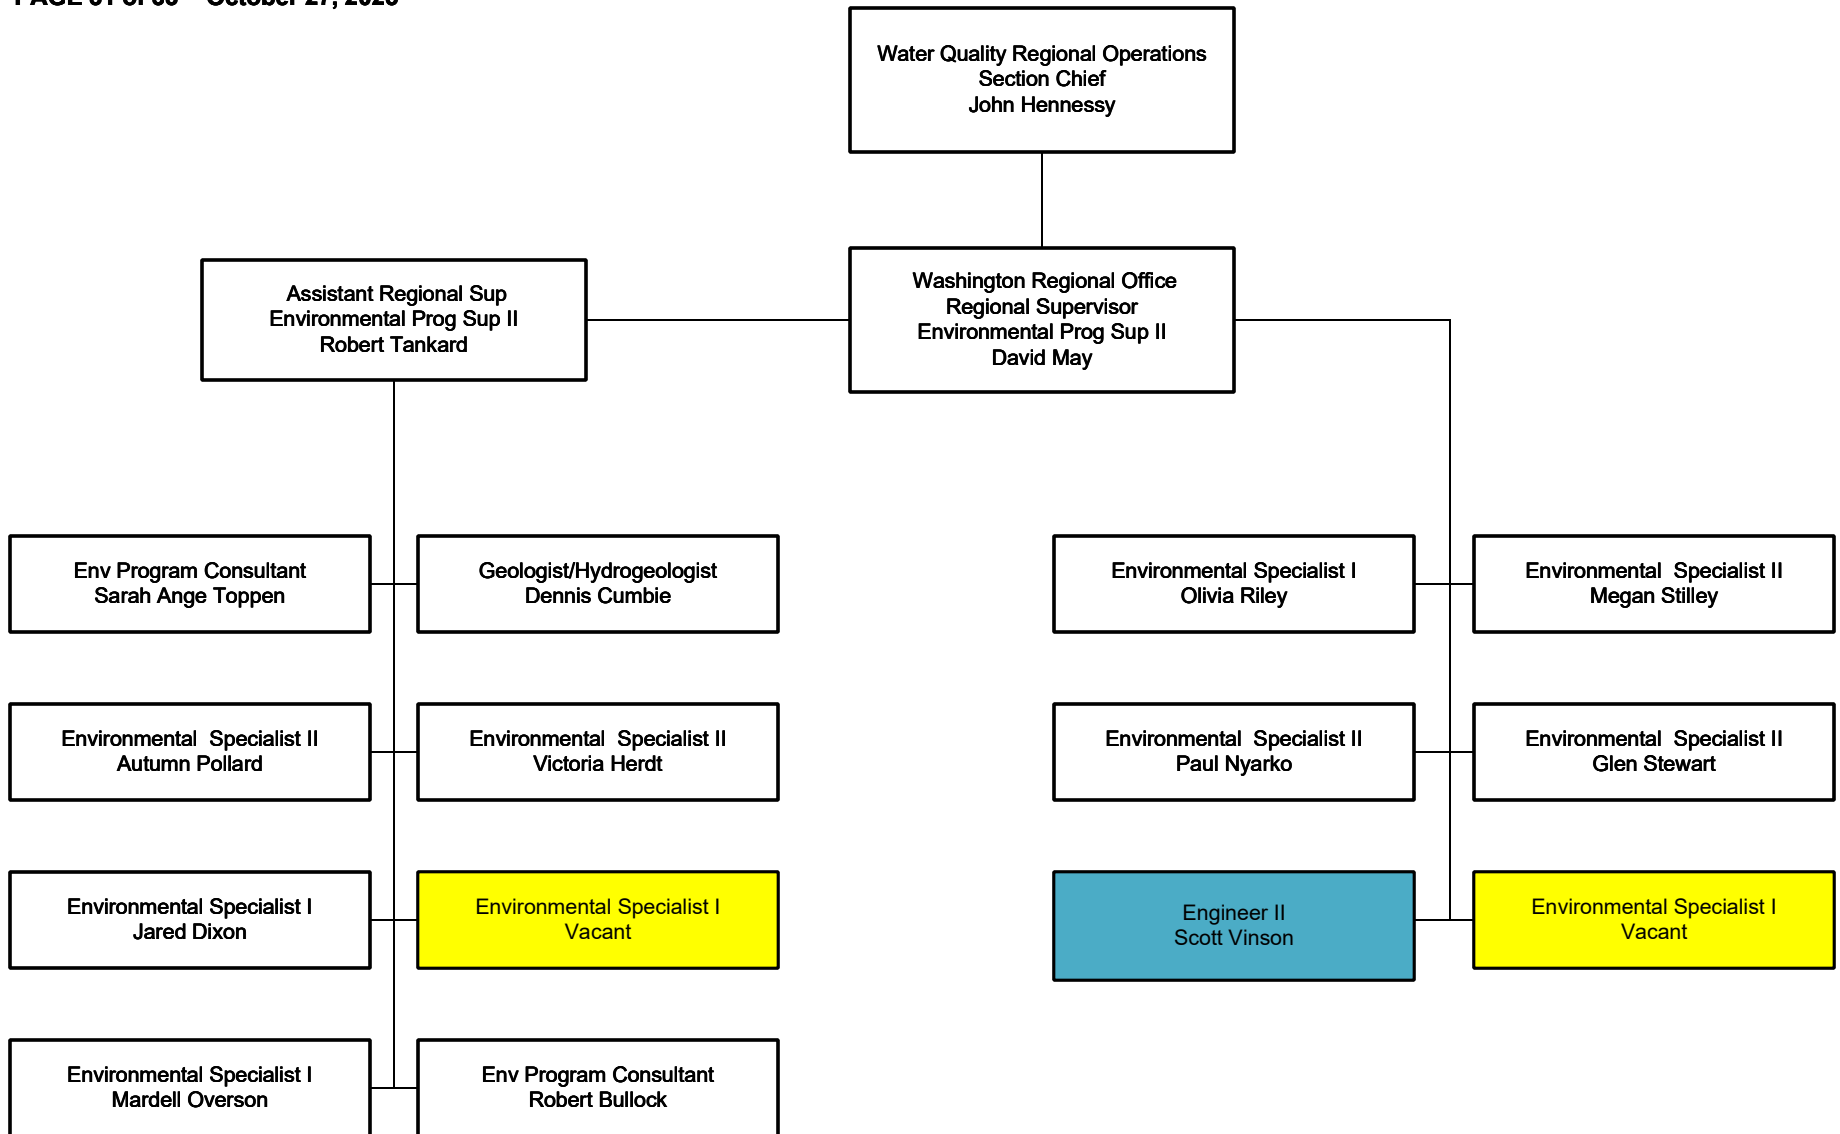 October 27, 2023
Water Quality Regional Operations
Section Chief
John Hennessy
Assistant Regional Sup
Environmental Prog Sup II
Robert Tankard
Washington Regional Office
Regional Supervisor
Environmental Prog Sup II
David May
Env Program Consultant
Sarah Ange Toppen
Geologist/Hydrogeologist
Dennis Cumbie
Environmental Specialist I
Olivia Riley
Environmental  Specialist II
Megan Stilley
Environmental  Specialist II
Autumn Pollard
Environmental  Specialist II
Victoria Herdt
Environmental  Specialist II
Paul Nyarko
Environmental  Specialist II
Glen Stewart
Environmental Specialist I
Jared Dixon
Environmental Specialist I
Vacant
Engineer II
Scott Vinson
Environmental Specialist I
Vacant
Environmental Specialist I
Mardell Overson
Env Program Consultant
Robert Bullock